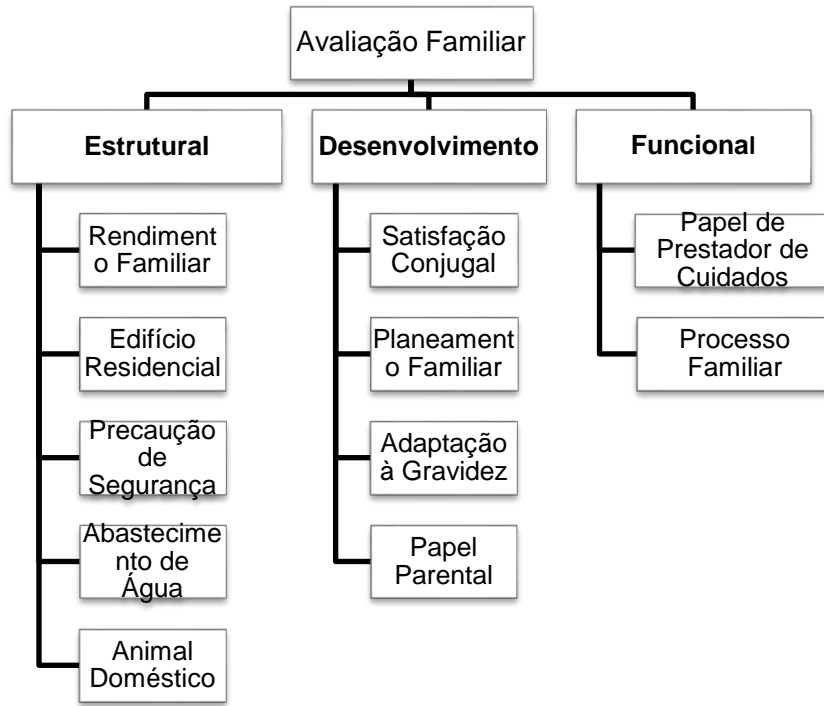 Avaliação Familiar
Estrutural
Rendiment
o Familiar
Edifício
Residencial
Precaução
de
Segurança
Abastecime
nto de
Água
Animal
Doméstico
Desenvolvimento
Satisfação
Conjugal
Planeament
o Familiar
Adaptação
à Gravidez
Papel
Parental
Funcional
Papel de
Prestador de
Cuidados
Processo
Familiar